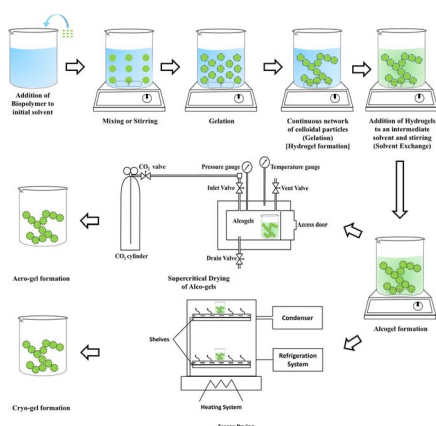 Addition of
Biopolymer to
initial solvent
Mixing or Stirring
Gelation
Continuous network
of colloidal particles
(Gelation)
[Hydrogel formation]
Addition of Hydrogels
to an intermediate
solvent and stirring
(Solvent Exchange)
CO2 valve
Pressure gauge
Temperature gauge
Inlet Valve
Vent Valve
Alcogels
Access door
Drain Valve
CO2 cylinder
Supercritical Drying
of Alco-gels
Aero-gel formation
Alcogel formation
Shelves
Condenser
Refrigeration
System
Heating System
Cryo-gel formation
Freeze Drying